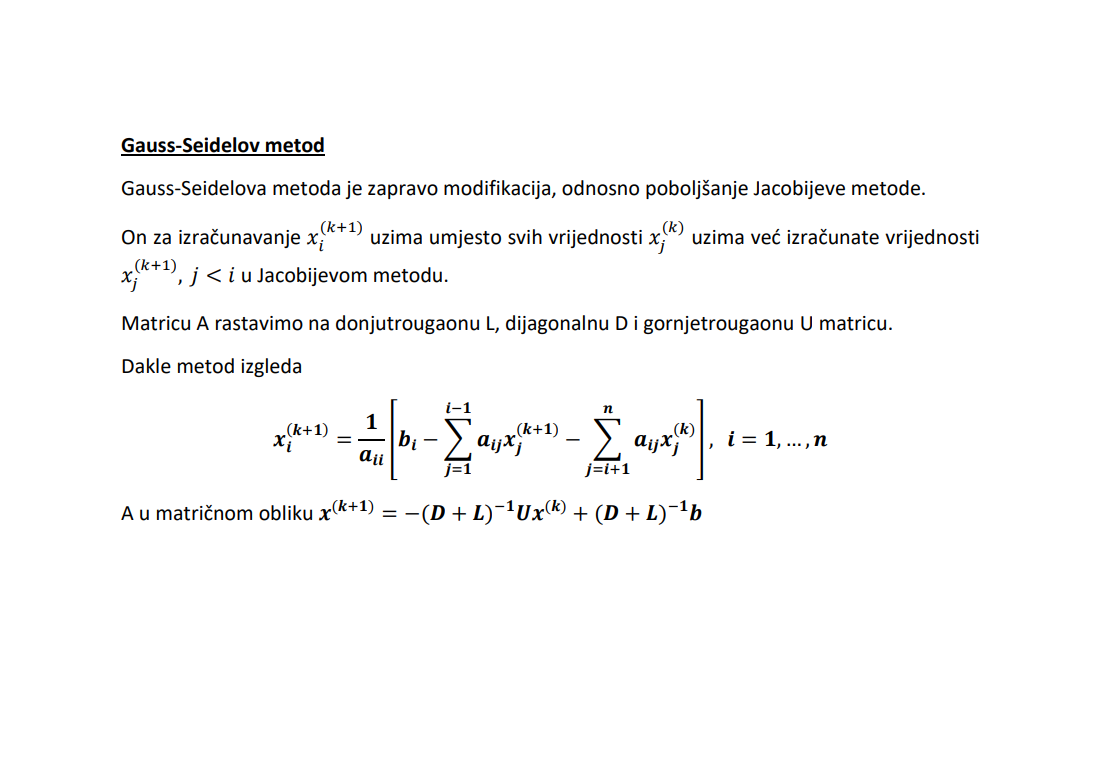 Gauss-Seidelov metod
Gauss-Seidelova metoda je zapravo modifikacija, odnosno poboljšanje Jacobijeve metode.
On za izračunavanje $x_i^{(k+1)}$ uzima umjesto svih vrijednosti $x_j^{(k)}$ uzima već izračunate vrijednosti
$x_j^{(k+1)}$, $j < i$ u Jacobijevom metodu.
Matricu A rastavimo na donjutrougaonu L, dijagonalnu D i gornjetrougaonu U matricu.
Dakle metod izgleda
$x_i^{(k+1)} = \frac{1}{a_{ii}} \left[ b_i - \sum_{j=1}^{i-1} a_{ij} x_j^{(k+1)} - \sum_{j=i+1}^{n} a_{ij} x_j^{(k)} \right], \; i = 1, \ldots, n$
A u matričnom obliku $x^{(k+1)} = -(D + L)^{-1} U x^{(k)} + (D + L)^{-1} b$